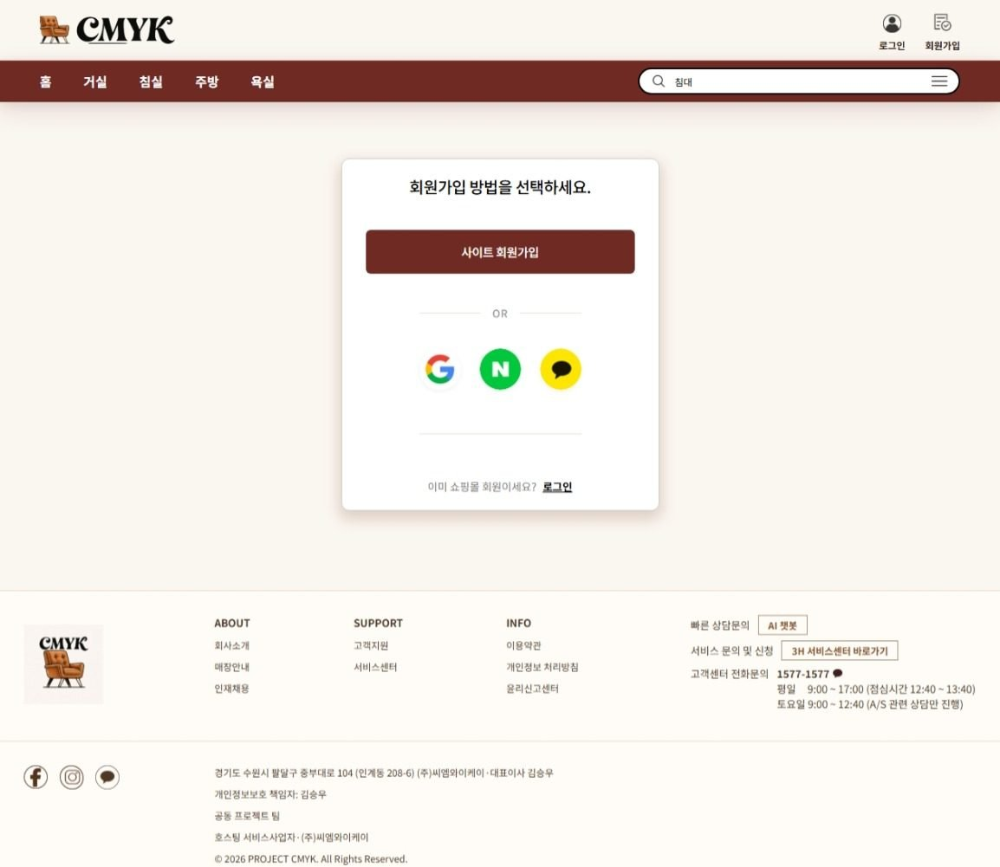 CMYK
로그인
회원가입
홈 거실 침실 주방 욕실
침대
회원가입 방법을 선택하세요.
사이트 회원가입
OR
G N
이미 쇼핑몰 회원이세요? 로그인
CMYK
ABOUT
회사소개
매장안내
인재채용
SUPPORT
고객지원
서비스센터
INFO
이용약관
개인정보 처리방침
윤리신고센터
빠른 상담문의 AI 챗봇
서비스 문의 및 신청 3H 서비스센터 바로가기
고객센터 전화문의 1577-1577
평일 9:00 ~ 17:00 (점심시간 12:40 ~ 13:40)
토요일 9:00 ~ 12:40 (A/S 관련 상담만 진행)
경기도 수원시 팔달구 중부대로 104 (인계동 208-6) (주)씨엠와이케이 · 대표이사 김승우
개인정보보호 책임자: 김승우
공동 프로젝트 팀
호스팅 서비스사업자 · (주)씨엠와이케이
© 2026 PROJECT CMYK. All Rights Reserved.